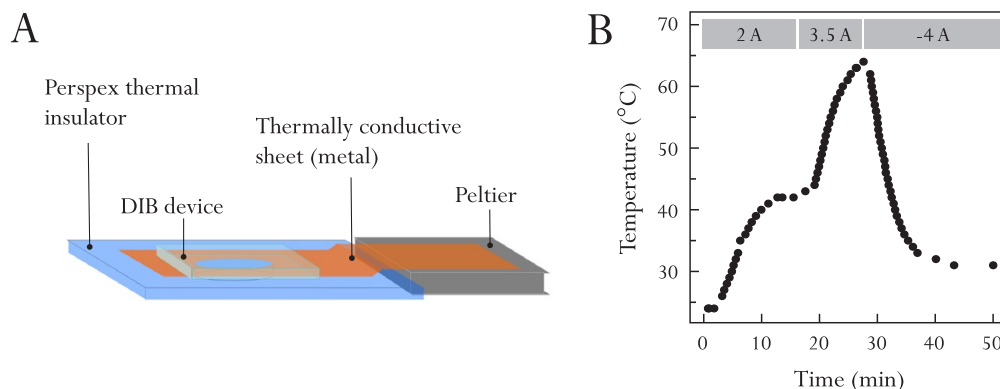 A
Perspex thermal
insulator
DIB device
Thermally conductive
sheet (metal)
Peltier
B
2 A
3.5 A
-4 A
70
60
50
40
30
Temperature (°C)
0
10
20
30
40
50
Time (min)